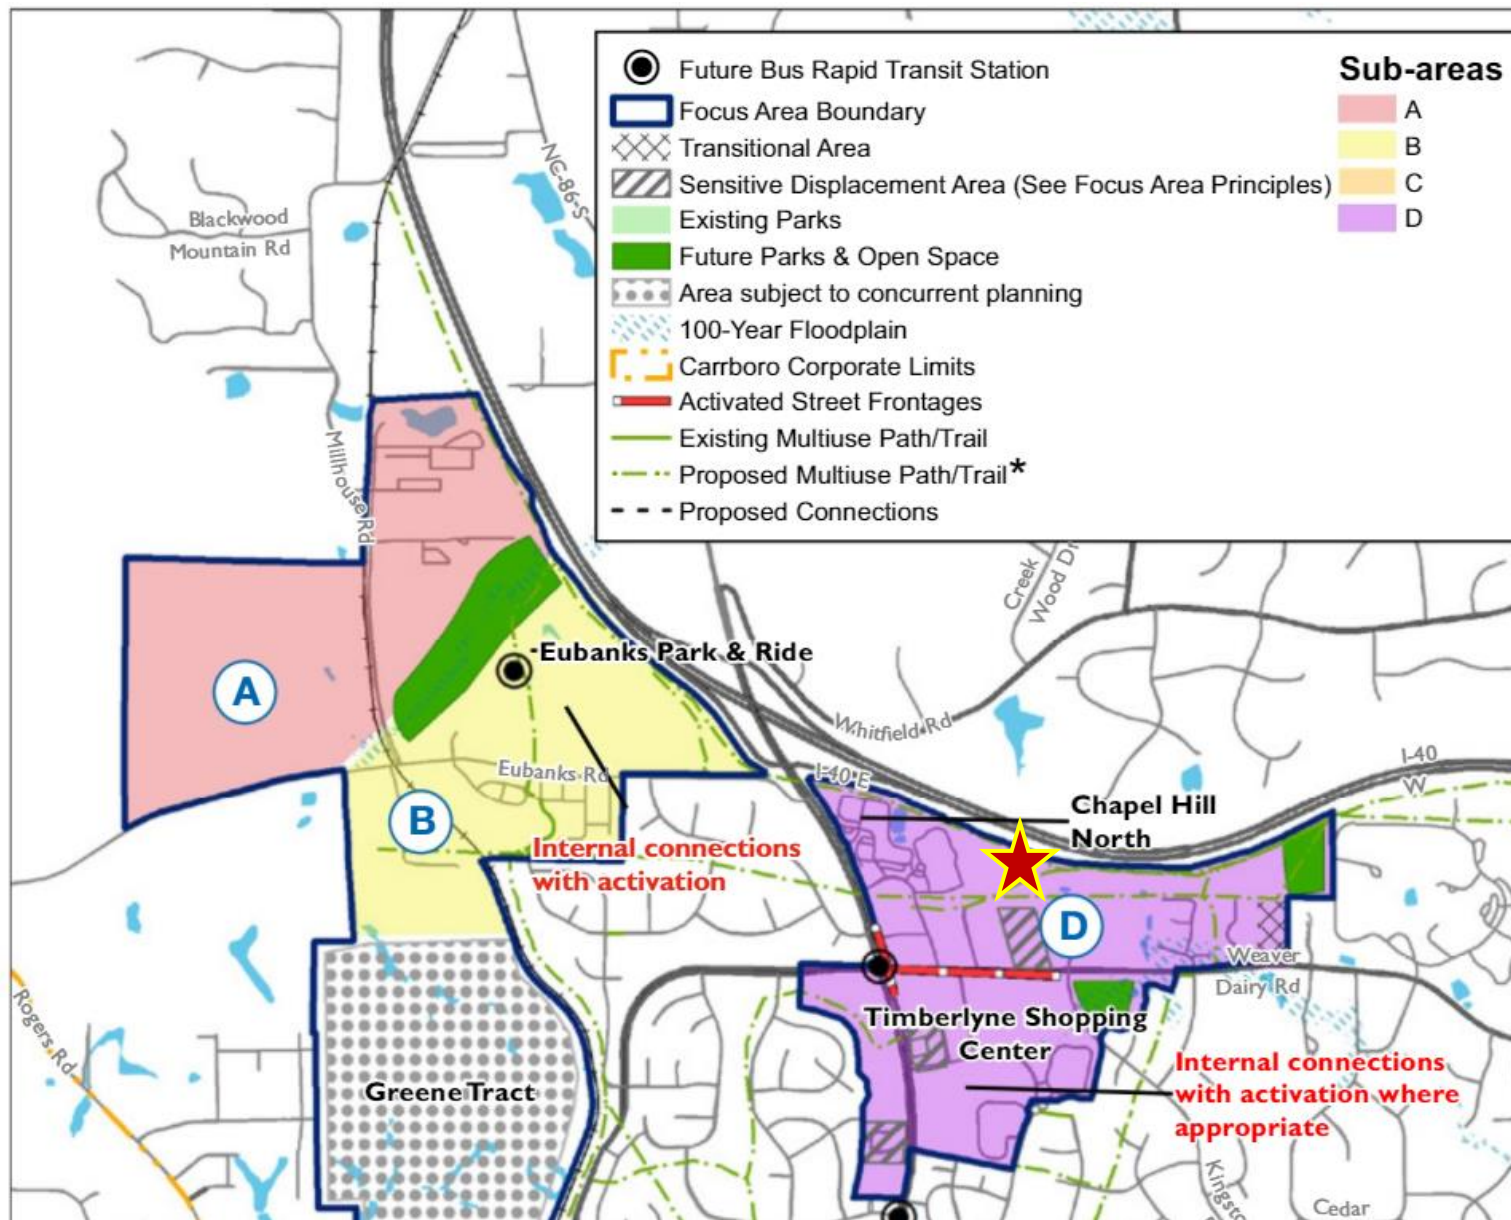 Future Bus Rapid Transit Station
Focus Area Boundary
Transitional Area
Sensitive Displacement Area (See Focus Area Principles)
Existing Parks
Future Parks & Open Space
Area subject to concurrent planning
100-Year Floodplain
Carrboro Corporate Limits
Activated Street Frontages
Existing Multiuse Path/Trail
Proposed Multiuse Path/Trail*
Proposed Connections
Sub-areas
A
B
C
D
NC-86-S
Blackwood
Mountain Rd
Millhouse Rd
Creek
Wood Dr
A
Eubanks Park & Ride
Whitfield Rd
Eubanks Rd
I-40 E
I-40
W
B
Chapel Hill
North
Internal connections
with activation
D
Weaver
Dairy Rd
Rogers Rd
Timberlyne Shopping
Center
Greene Tract
Internal connections
with activation where
appropriate
Cedar